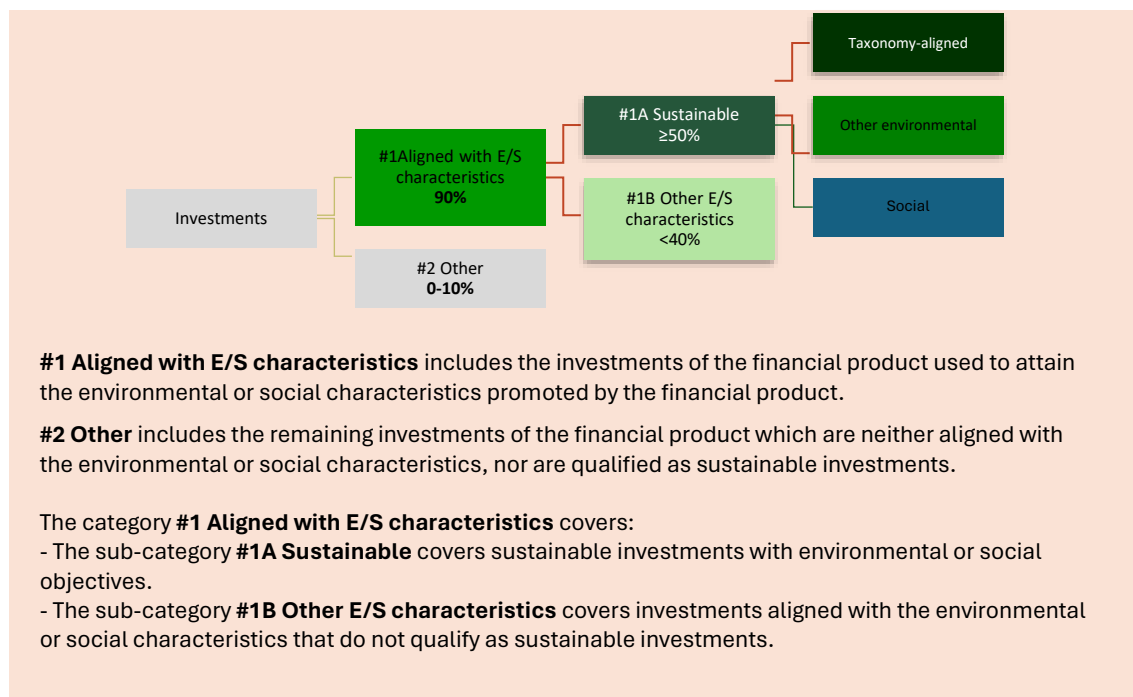 Taxonomy-aligned
#1A Sustainable
≥50%
Other environmental
#1Aligned with E/S
characteristics
90%
#1B Other E/S
characteristics
<40%
Social
Investments
#2 Other
0-10%
#1 Aligned with E/S characteristics includes the investments of the financial product used to attain
the environmental or social characteristics promoted by the financial product.
#2 Other includes the remaining investments of the financial product which are neither aligned with
the environmental or social characteristics, nor are qualified as sustainable investments.
The category #1 Aligned with E/S characteristics covers:
- The sub-category #1A Sustainable covers sustainable investments with environmental or social
objectives.
- The sub-category #1B Other E/S characteristics covers investments aligned with the environmental
or social characteristics that do not qualify as sustainable investments.